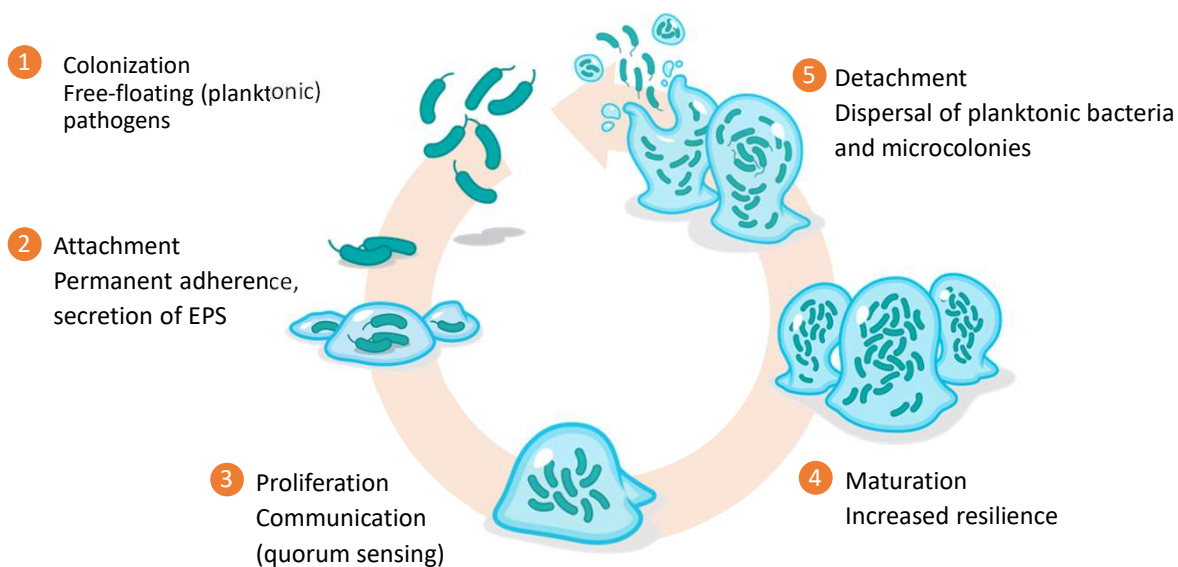 1 Colonization
Free-floating (planktonic)
pathogens
2 Attachment
Permanent adherence,
secretion of EPS
3 Proliferation
Communication
(quorum sensing)
4 Maturation
Increased resilience
5 Detachment
Dispersal of planktonic bacteria
and microcolonies